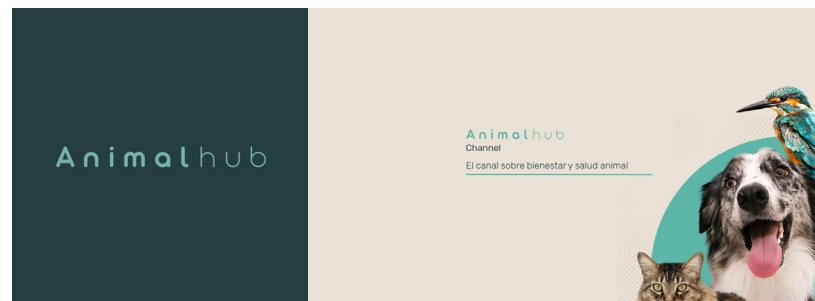 Animalhub
Animalhub
Channel
El canal sobre bienestar y salud animal